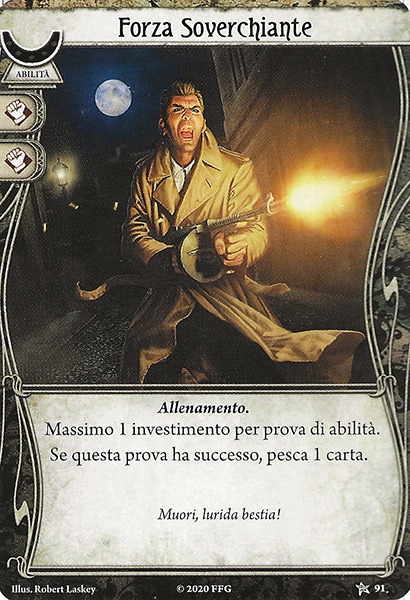 Forza Soverchiante
ABILITÀ
Allenamento.
Massimo 1 investimento per prova di abilità.
Se questa prova ha successo, pesca 1 carta.
Muori, lurida bestia!
Illus. Robert Laskey © 2020 FFG 91